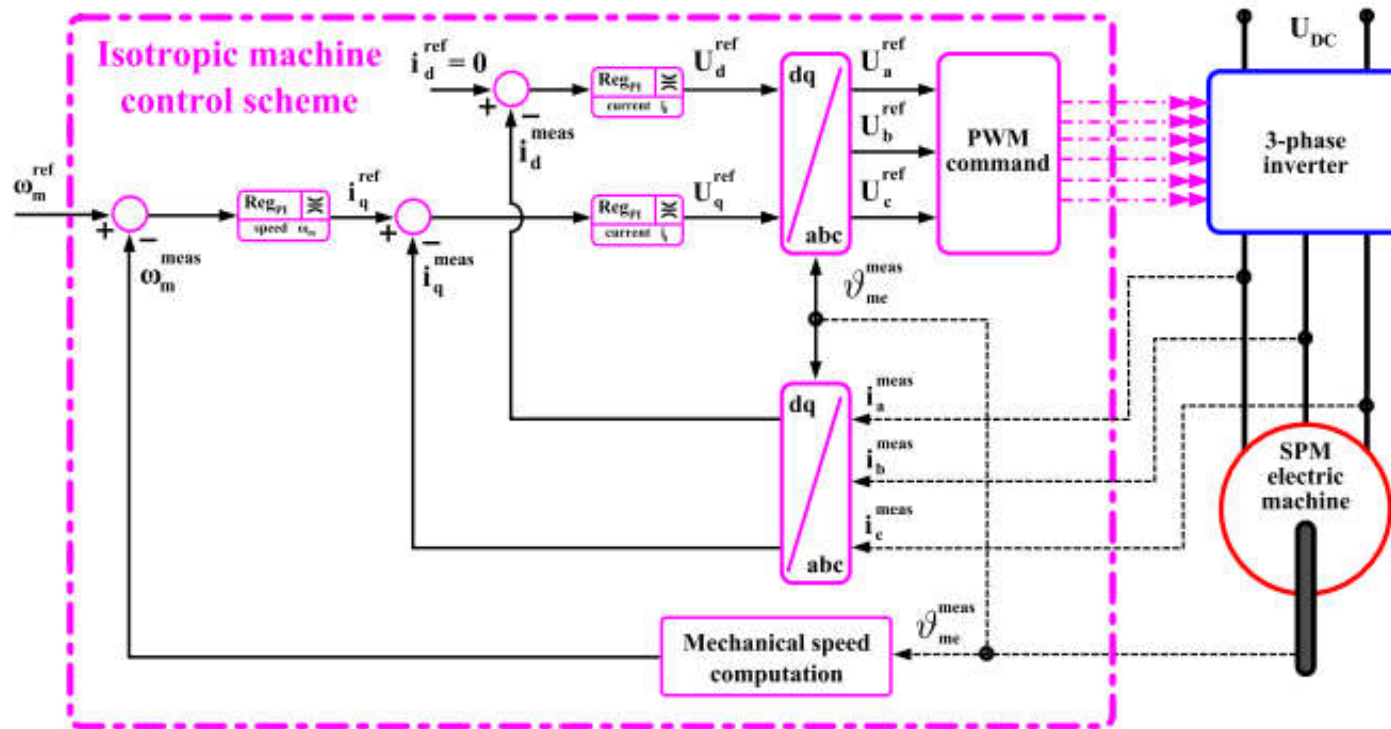 Isotropic machine
control scheme
i_d^ref = 0
U_d^ref
U_a^ref
U_b^ref
U_c^ref
U_q^ref
U_DC
Reg_PI
current
dq
abc
PWM
command
3-phase
inverter
+
−
i_d^meas
ω_m^ref
+
−
ω_m^meas
Reg_PI
speed ω_m
i_q^ref
+
−
i_q^meas
Reg_PI
current
ϑ_me^meas
dq
abc
i_a^meas
i_b^meas
i_c^meas
SPM
electric
machine
Mechanical speed
computation
ϑ_me^meas